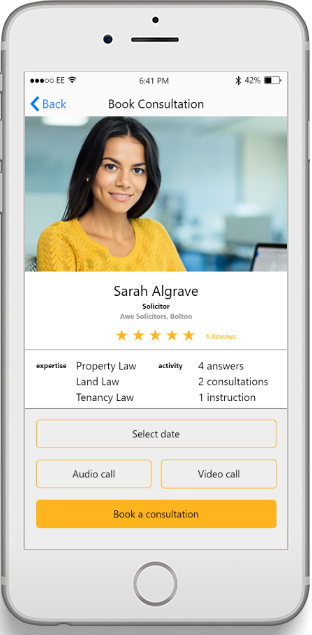 EE 6:41 PM 42%
Back Book Consultation
Sarah Algrave
Solicitor
Awe Solicitors, Bolton
6 Reviews
expertise Property Law activity 4 answers
Land Law 2 consultations
Tenancy Law 1 instruction
Select date
Audio call Video call
Book a consultation